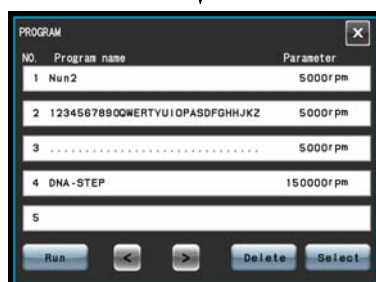 PROGRAM X
NO. Program name Parameter
1 Nun2 5000rpm
2 1234567890QWERTYUIOPASDFGHHJKZ 5000rpm
3 .............................. 5000rpm
4 DNA-STEP 150000rpm
5
Run < > Delete Select